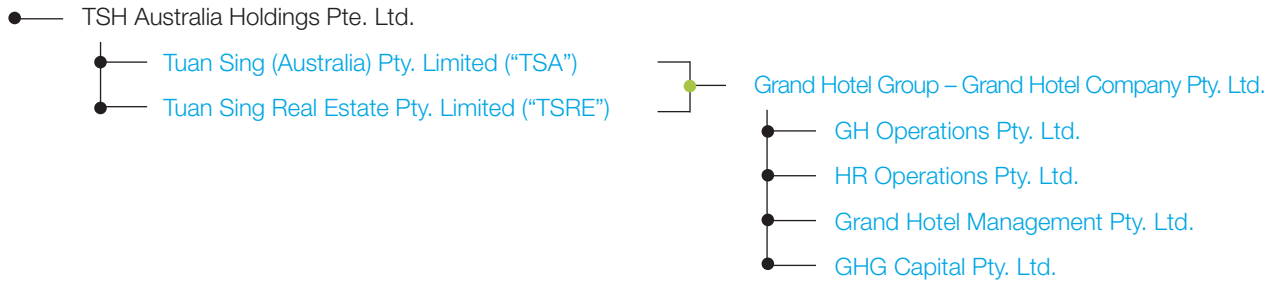 TSH Australia Holdings Pte. Ltd.
Tuan Sing (Australia) Pty. Limited (“TSA”)
Tuan Sing Real Estate Pty. Limited (“TSRE”)
Grand Hotel Group – Grand Hotel Company Pty. Ltd.
GH Operations Pty. Ltd.
HR Operations Pty. Ltd.
Grand Hotel Management Pty. Ltd.
GHG Capital Pty. Ltd.